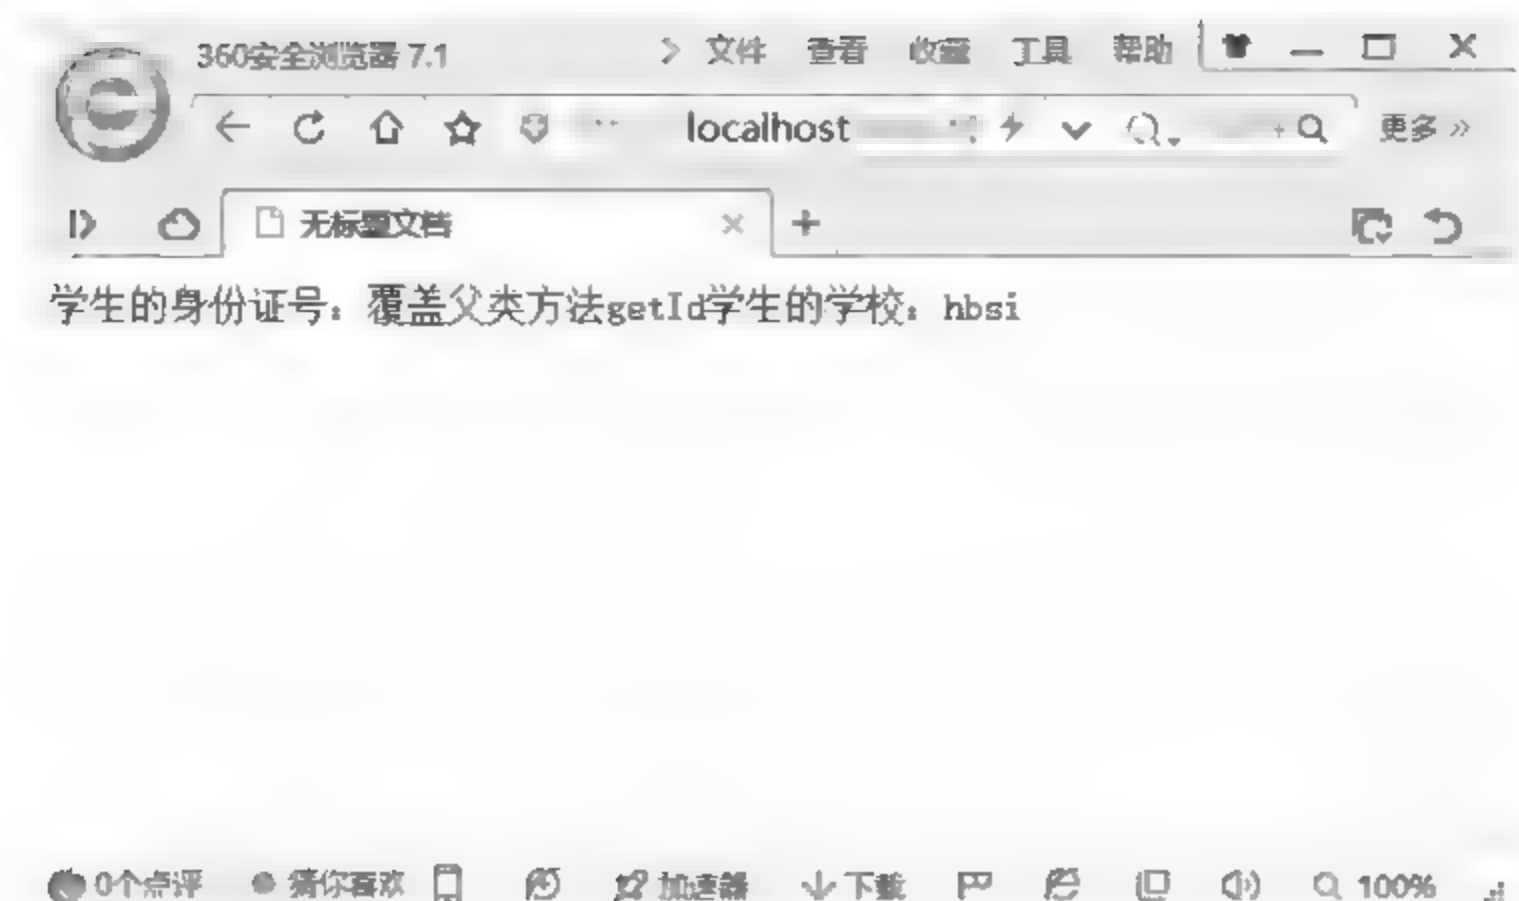 360安全浏览器 7.1 文件 查看 收藏 工具 帮助
localhost 更多 »
无标题文档
学生的身份证号：覆盖父类方法getId学生的学校：hbsi
0个点评 猜你喜欢 加速器 下载 100%